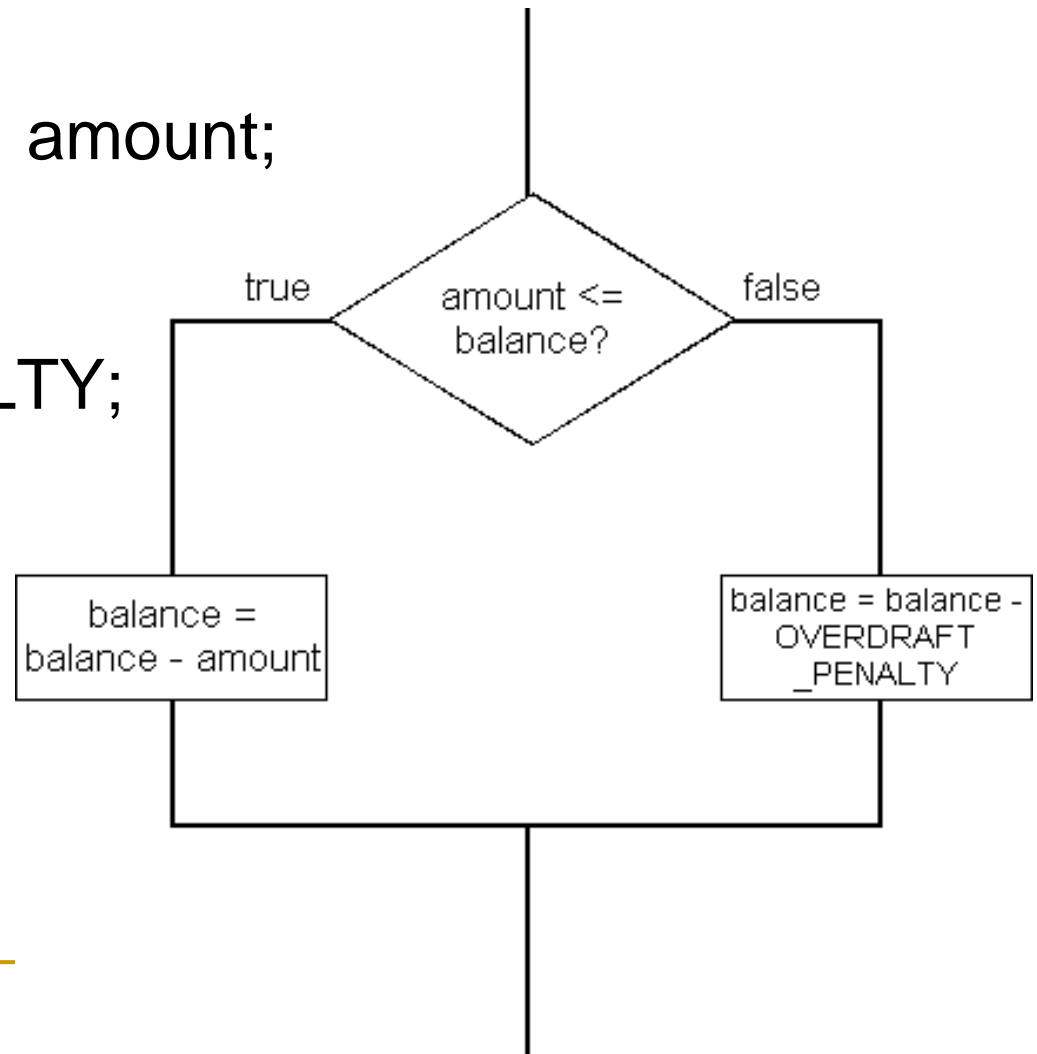 amount;
true
amount <=
balance?
false
LTY;
balance =
balance - amount
balance = balance -
OVERDRAFT
_PENALTY